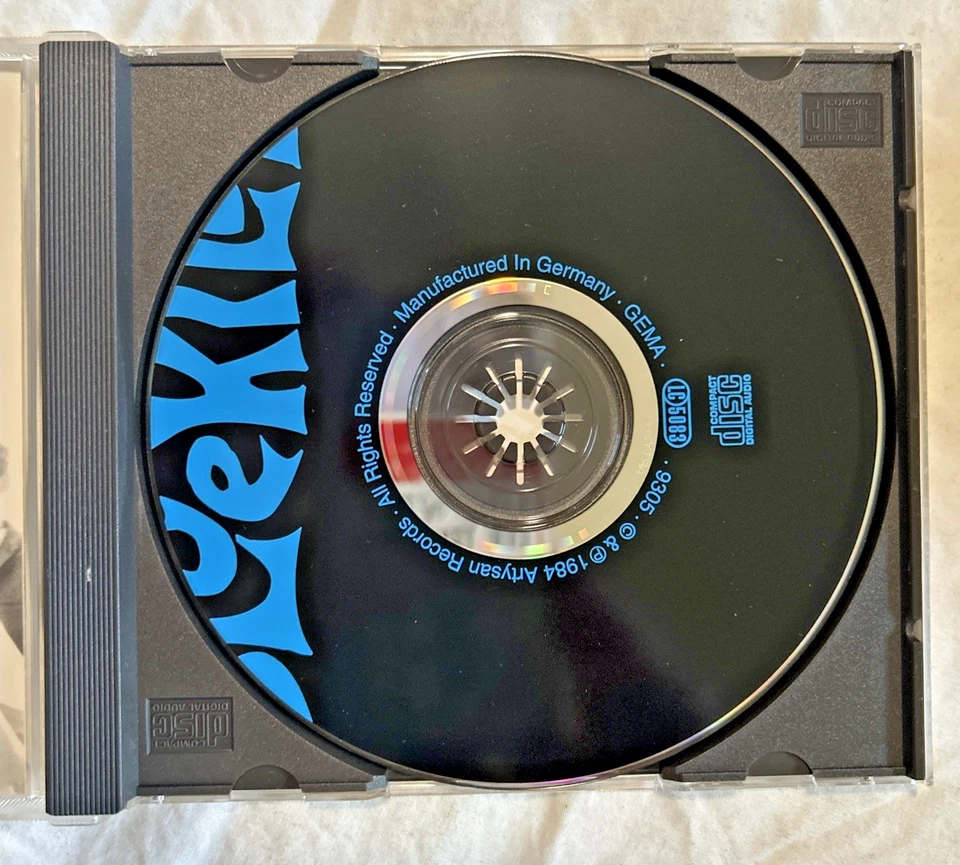 © & ℗ 1984 Artysan Records · All Rights Reserved · Manufactured In Germany · GEMA · LC 5083 · 9305 ·
COMPACT
disc
DIGITAL AUDIO
COMPACT
disc
DIGITAL AUDIO
COMPACT
disc
DIGITAL AUDIO